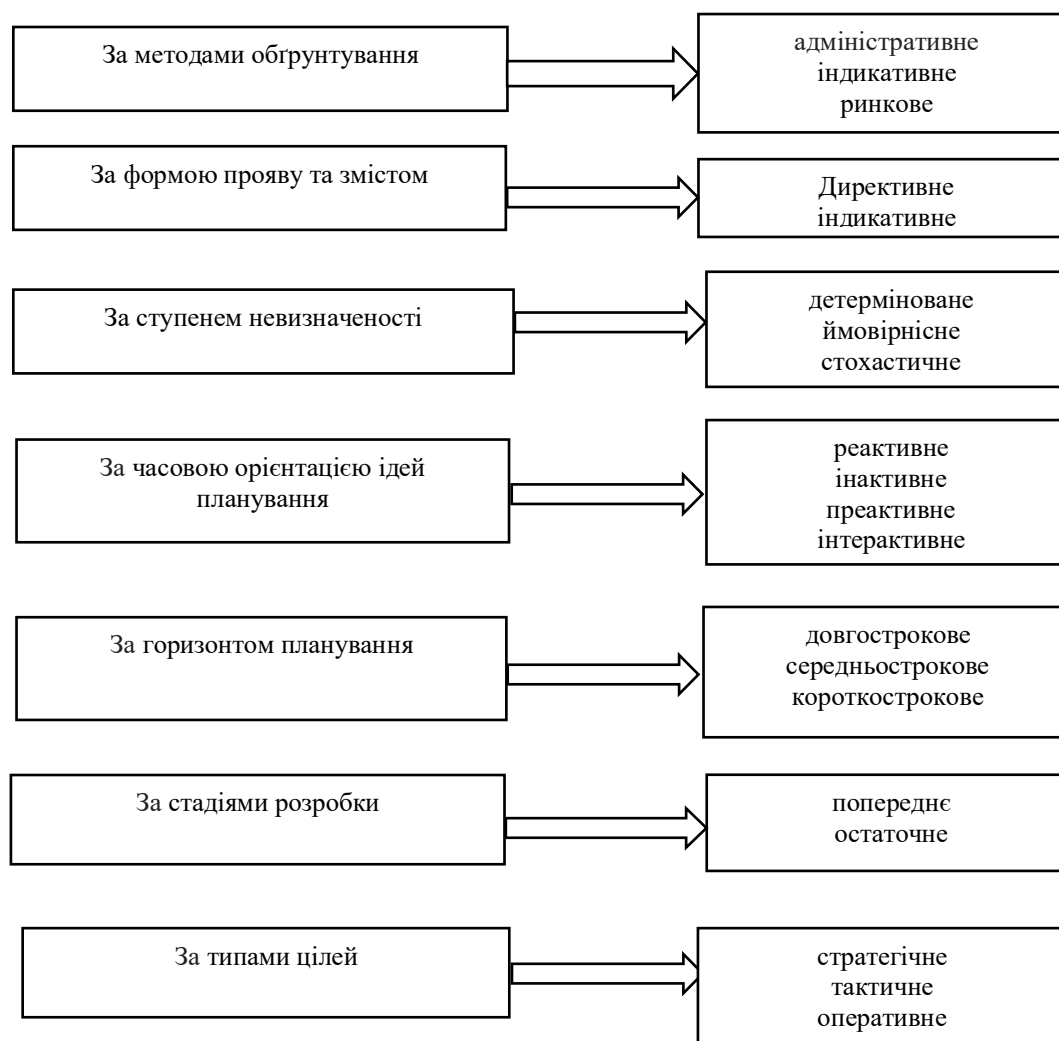 За методами обґрунтування
адміністративне
індикативне
ринкове
За формою прояву та змістом
Директивне
індикативне
За ступенем невизначеності
детерміноване
ймовірнісне
стохастичне
За часовою орієнтацією ідей
планування
реактивне
інактивне
преактивне
інтерактивне
За горизонтом планування
довгострокове
середньострокове
короткострокове
За стадіями розробки
попереднє
остаточне
За типами цілей
стратегічне
тактичне
оперативне